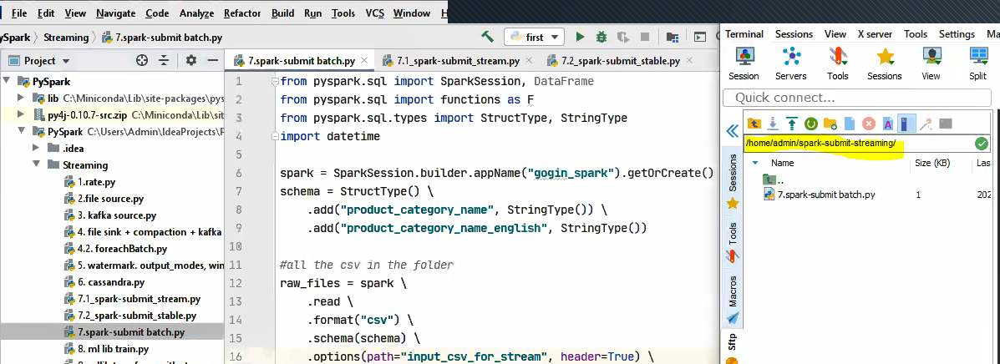 File Edit View Navigate Code Analyze Refactor Build Run Tools VCS Window
Spark Streaming 7.spark-submit batch.py
first
Project
7.spark-submit batch.py 7.1_spark-submit_stream.py 7.2_spark-submit_stable.py
PySpark
lib C:\Miniconda\Lib\site-packages\pys
py4j-0.10.7-src.zip C:\Miniconda\Lib\sit
PySpark C:\Users\Admin\IdeaProjects\P
.idea
Streaming
1.rate.py
2.file source.py
3. kafka source.py
4. file sink + compaction + kafka
4.2. foreachBatch.py
5. watermark. output_modes, win
6. cassandra.py
7.1_spark-submit_stream.py
7.2_spark-submit_stable.py
7.spark-submit batch.py
8. ml lib train.py
1 from pyspark.sql import SparkSession, DataFrame
2 from pyspark.sql import functions as F
3 from pyspark.sql.types import StructType, StringType
4 import datetime
5
6 spark = SparkSession.builder.appName("gogin_spark").getOrCreate()
7 schema = StructType() \
8 .add("product_category_name", StringType()) \
9 .add("product_category_name_english", StringType())
10
11 #all the csv in the folder
12 raw_files = spark \
13 .read \
14 .format("csv") \
15 .schema(schema) \
16 .options(path="input_csv_for_stream", header=True) \
Terminal Sessions View X server Tools Settings Ma
Session Servers Tools Sessions View Split
Quick connect...
/home/admin/spark-submit-streaming/
Name Size (KB) Las
..
7.spark-submit batch.py 1 202
Sessions
Tools
Macros
Sftp